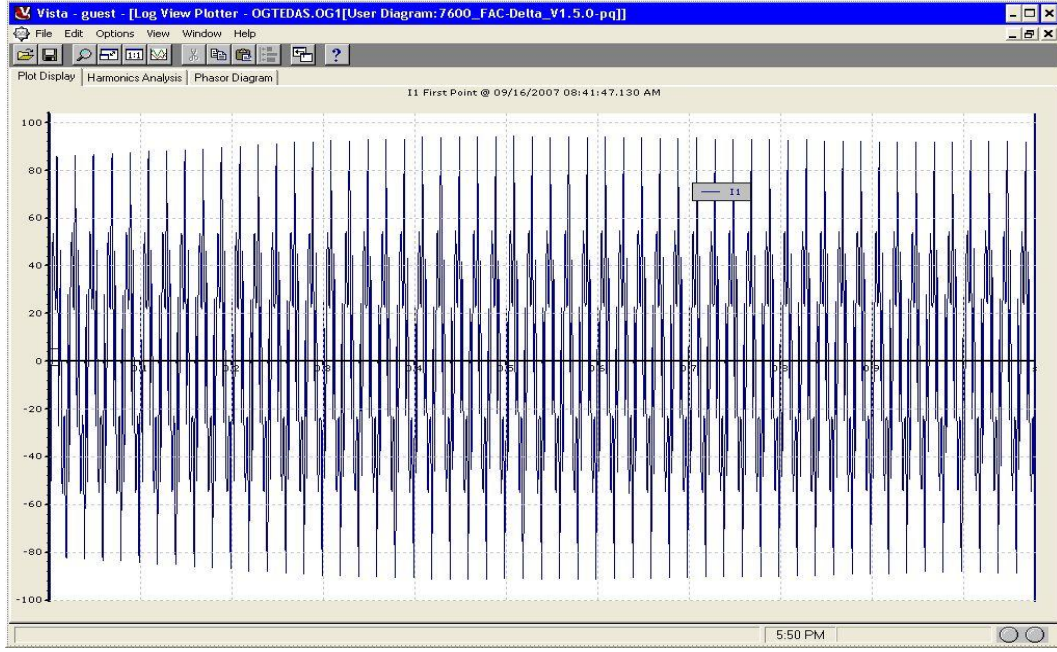 Vista - guest - [Log View Plotter - OGTEDAS.OG1[User Diagram:7600_FAC-Delta_V1.5.0-pq]]
File Edit Options View Window Help
1:1
?
Plot Display Harmonics Analysis Phasor Diagram
I1 First Point @ 09/16/2007 08:41:47.130 AM
100
80
I1
60
40
20
0
0.1 0.2 0.3 0.4 0.5 0.6 0.7 0.8 0.9
-20
-40
-60
-80
-100
5:50 PM